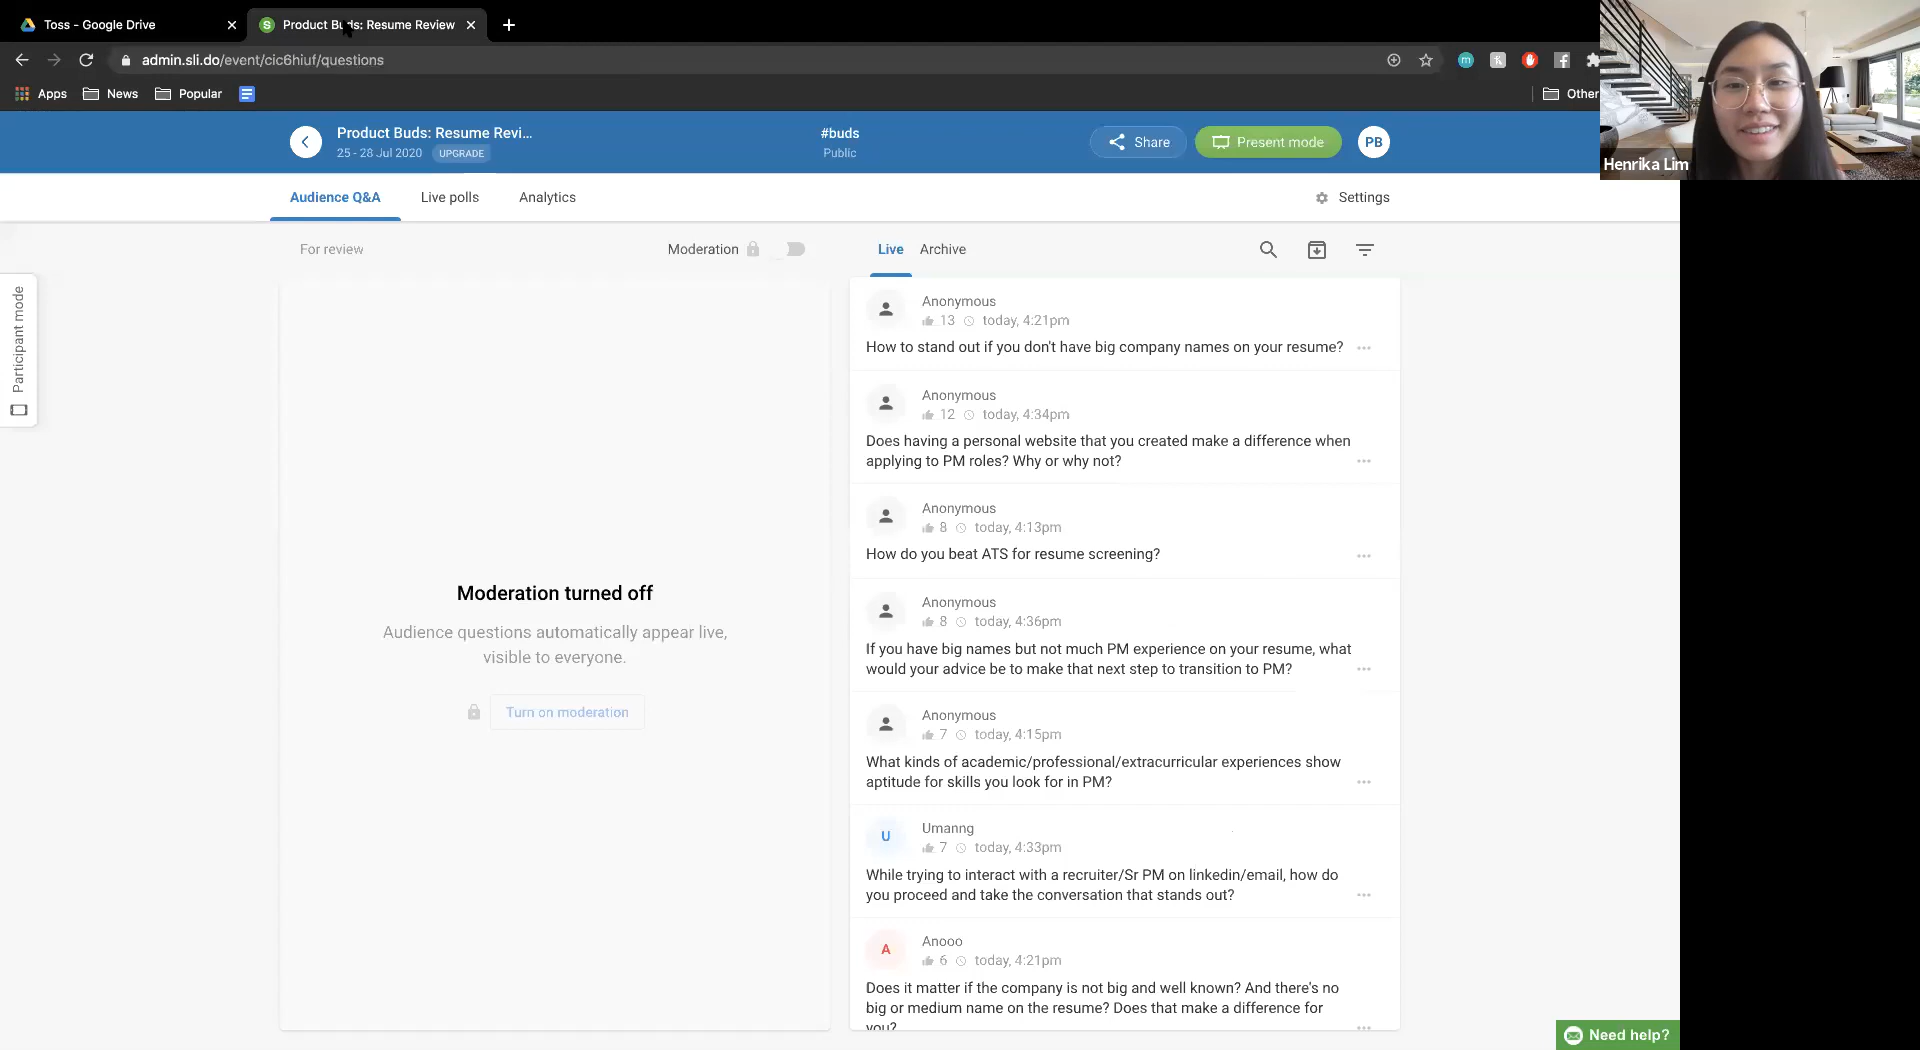 Toss - Google Drive
Product Buds: Resume Review
admin.sli.do/event/cic6hiuf/questions
Apps
News
Popular
Other
Henrika Lim
Product Buds: Resume Revi...
25 - 28 Jul 2020
UPGRADE
#buds
Public
Share
Present mode
PB
Audience Q&A
Live polls
Analytics
Settings
For review
Moderation
Live
Archive
Participant mode
Moderation turned off
Audience questions automatically appear live,
visible to everyone.
Turn on moderation
Anonymous
13 today, 4:21pm
How to stand out if you don't have big company names on your resume?
Anonymous
12 today, 4:34pm
Does having a personal website that you created make a difference when
applying to PM roles? Why or why not?
Anonymous
8 today, 4:13pm
How do you beat ATS for resume screening?
Anonymous
8 today, 4:36pm
If you have big names but not much PM experience on your resume, what
would your advice be to make that next step to transition to PM?
Anonymous
7 today, 4:15pm
What kinds of academic/professional/extracurricular experiences show
aptitude for skills you look for in PM?
U
Umanng
7 today, 4:33pm
While trying to interact with a recruiter/Sr PM on linkedin/email, how do
you proceed and take the conversation that stands out?
A
Anooo
6 today, 4:21pm
Does it matter if the company is not big and well known? And there's no
big or medium name on the resume? Does that make a difference for
you?
Need help?